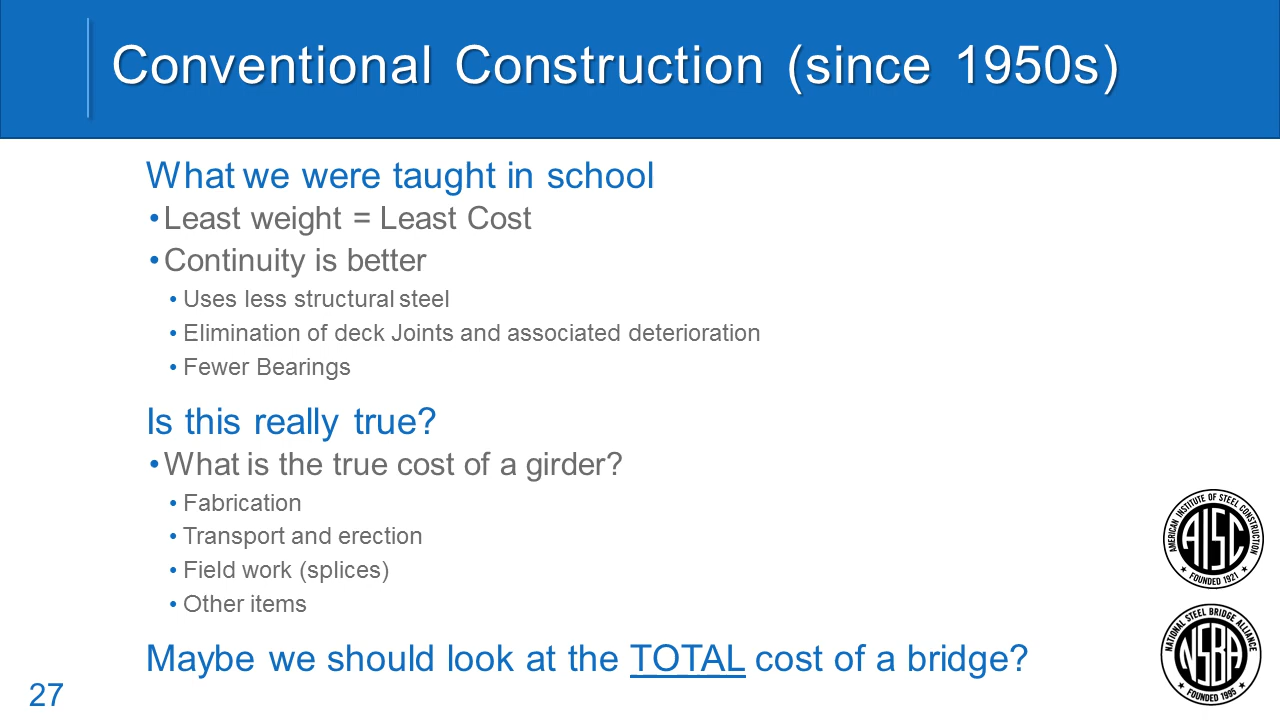 Conventional Construction (since 1950s)
What we were taught in school
•Least weight = Least Cost
•Continuity is better
• Uses less structural steel
• Elimination of deck Joints and associated deterioration
• Fewer Bearings
Is this really true?
•What is the true cost of a girder?
• Fabrication
• Transport and erection
• Field work (splices)
• Other items
Maybe we should look at the TOTAL cost of a bridge?
27
AMERICAN INSTITUTE OF STEEL CONSTRUCTION
AISC
FOUNDED 1921
NATIONAL STEEL BRIDGE ALLIANCE
NSBA
FOUNDED 1995